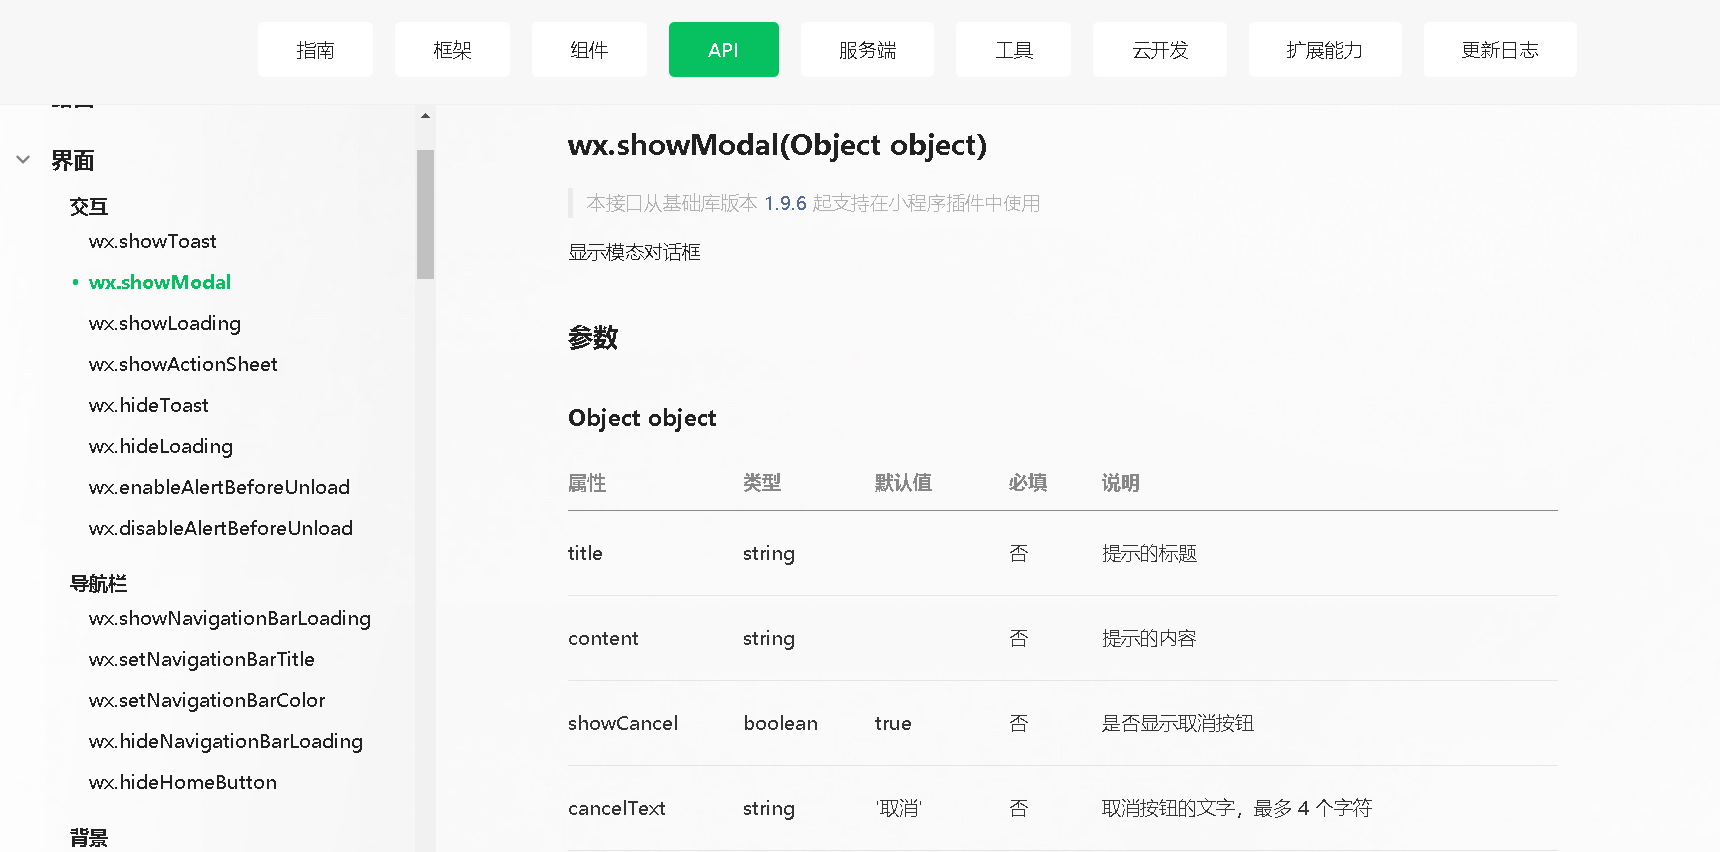 指南 框架 组件 API 服务端 工具 云开发 扩展能力 更新日志
界面
交互
wx.showToast
wx.showModal
wx.showLoading
wx.showActionSheet
wx.hideToast
wx.hideLoading
wx.enableAlertBeforeUnload
wx.disableAlertBeforeUnload
导航栏
wx.showNavigationBarLoading
wx.setNavigationBarTitle
wx.setNavigationBarColor
wx.hideNavigationBarLoading
wx.hideHomeButton
背景
wx.showModal(Object object)
本接口从基础库版本 1.9.6 起支持在小程序插件中使用
显示模态对话框
参数
Object object
属性 类型 默认值 必填 说明
title string 否 提示的标题
content string 否 提示的内容
showCancel boolean true 否 是否显示取消按钮
cancelText string '取消' 否 取消按钮的文字，最多 4 个字符